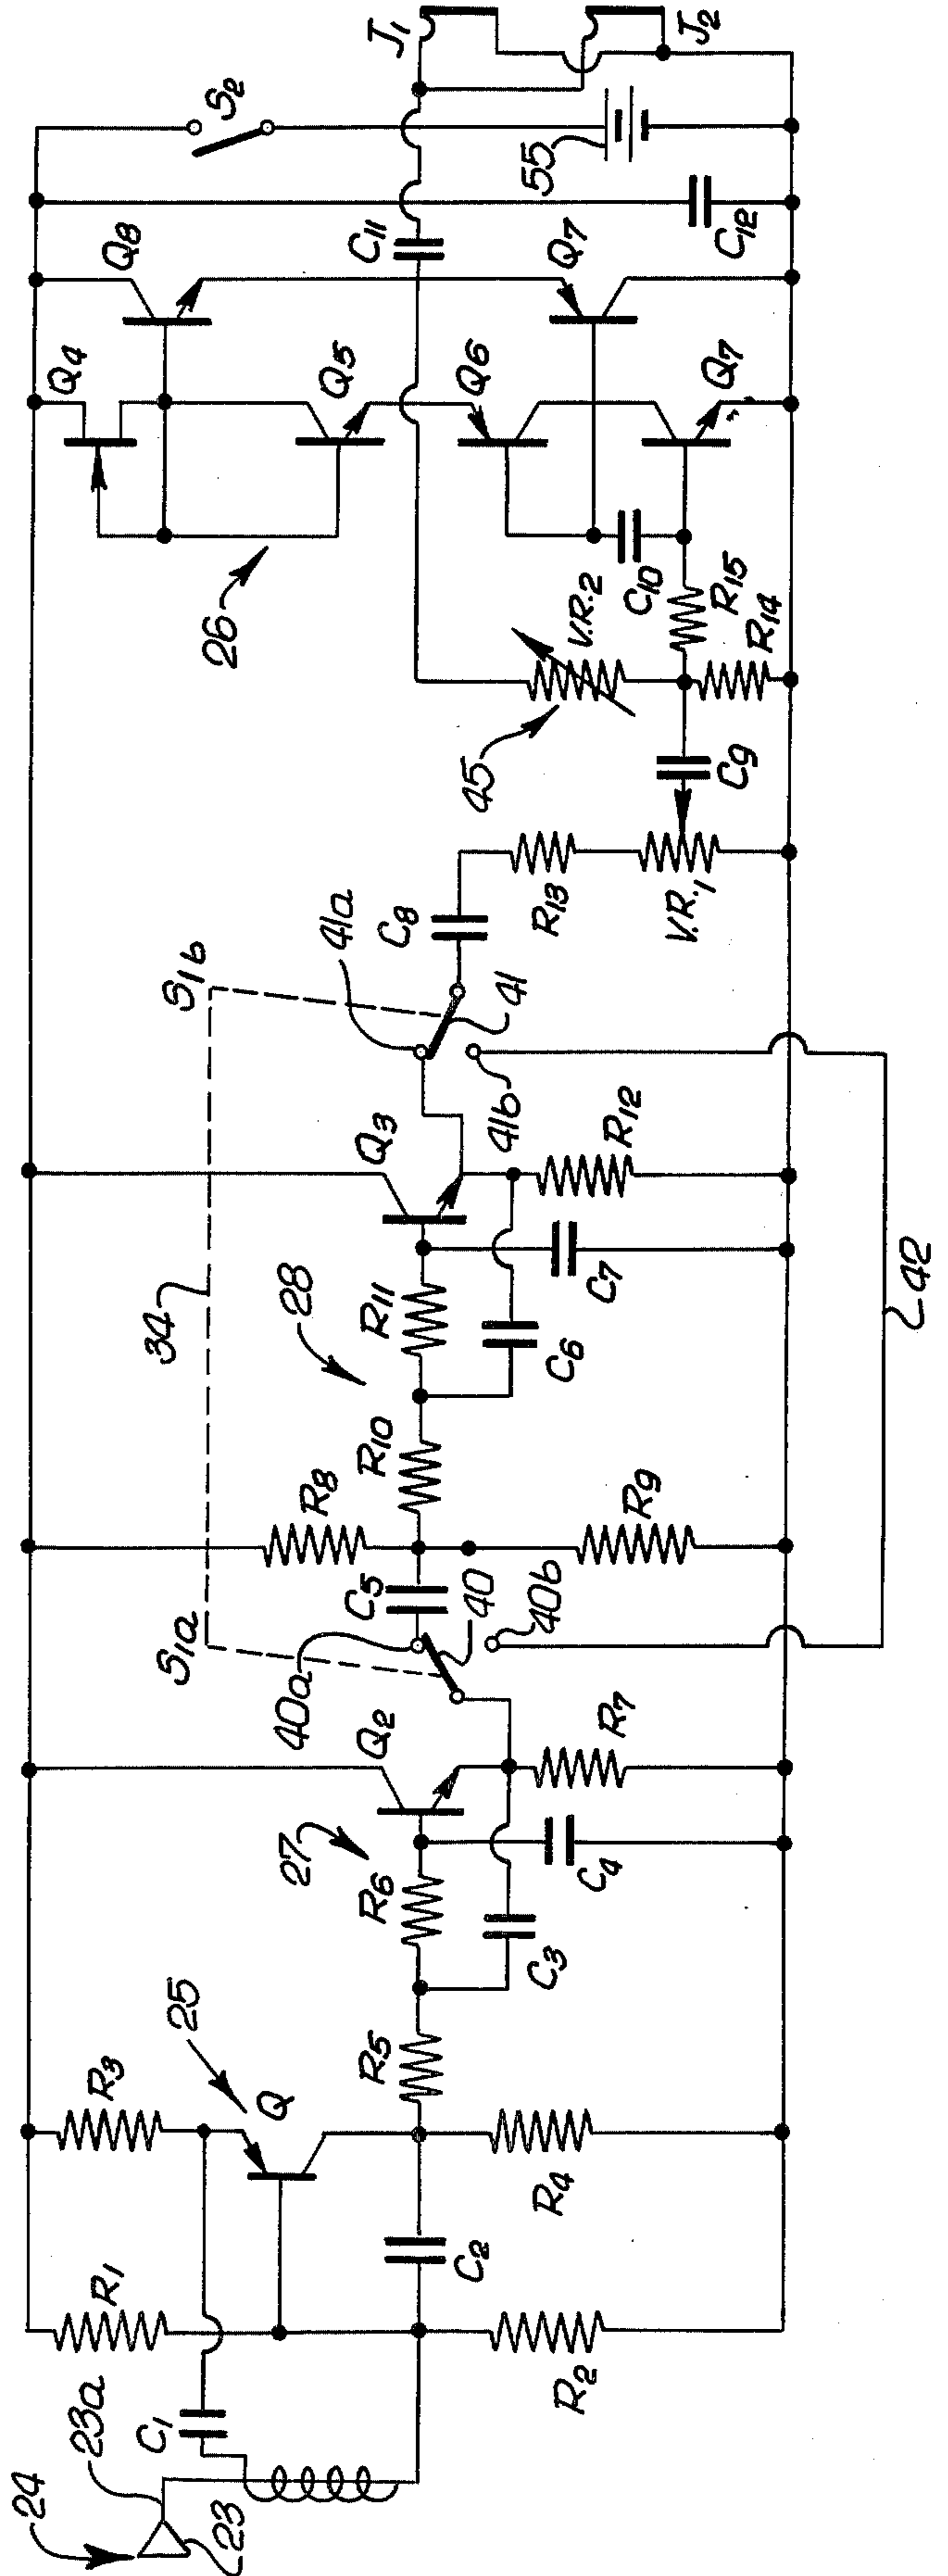 24
23a
23
C1
R1
R2
C2
R3
25
Q
R4
R5
27
R6
C3
C4
Q2
R7
S1a
40a
40
40b
C5
34
R8
R9
R10
28
R11
C6
C7
Q3
R12
S1b
41a
41
41b
42
C8
R13
V.R.1
C9
45
V.R.2
R14
R15
C10
26
Q4
Q5
Q6
Q7
Q8
Q7
C11
C12
S2
55
J1
J2